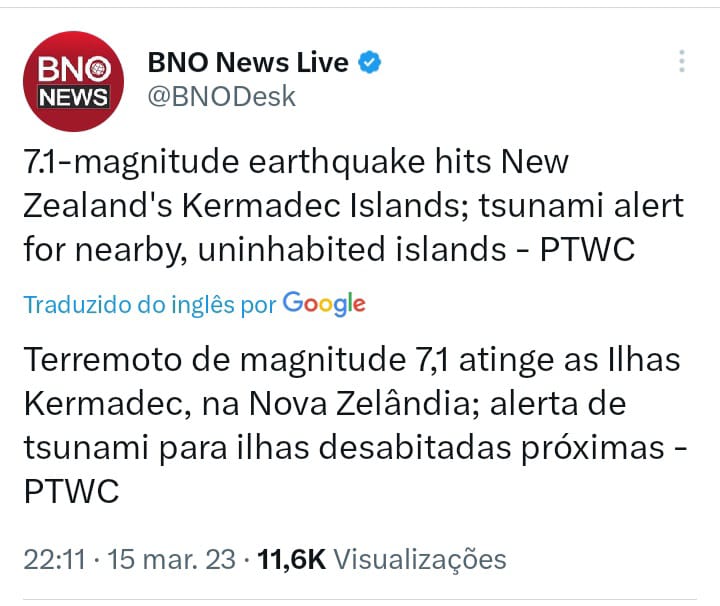 BNO
NEWS
BNO News Live
@BNODesk
7.1-magnitude earthquake hits New
Zealand's Kermadec Islands; tsunami alert
for nearby, uninhabited islands - PTWC
Traduzido do inglês por Google
Terremoto de magnitude 7,1 atinge as Ilhas
Kermadec, na Nova Zelândia; alerta de
tsunami para ilhas desabitadas próximas -
PTWC
22:11 · 15 mar. 23 · 11,6K Visualizações